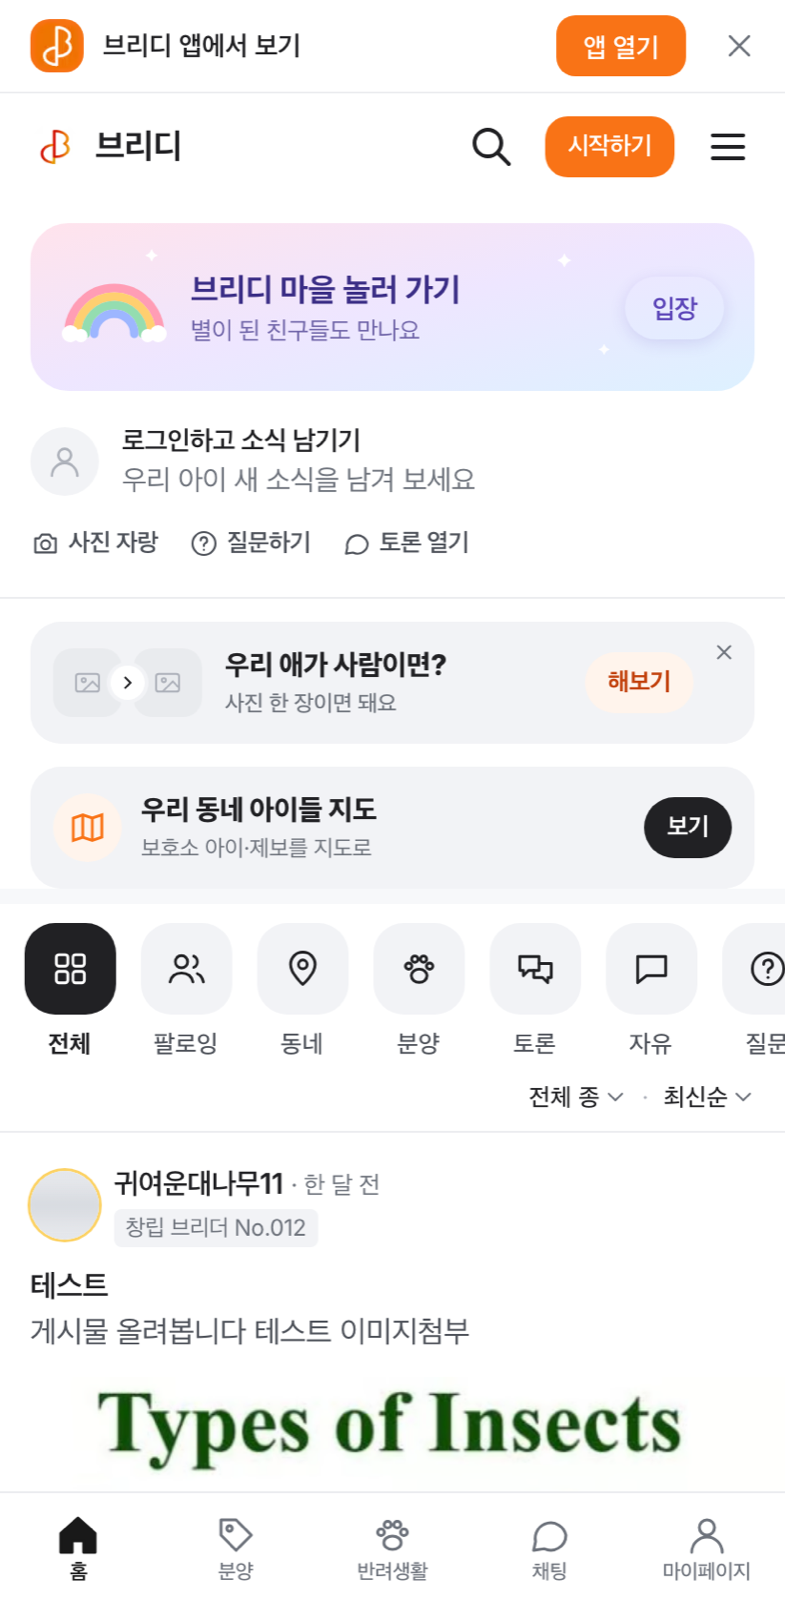 브리디 앱에서 보기
앱 열기
브리디
시작하기
브리디 마을 놀러 가기
별이 된 친구들도 만나요
입장
로그인하고 소식 남기기
우리 아이 새 소식을 남겨 보세요
사진 자랑
질문하기
토론 열기
우리 애가 사람이면?
사진 한 장이면 돼요
해보기
우리 동네 아이들 지도
보호소 아이·제보를 지도로
보기
전체
팔로잉
동네
분양
토론
자유
질문
전체 종 · 최신순
귀여운대나무11 · 한 달 전
창립 브리더 No.012
테스트
게시물 올려봅니다 테스트 이미지첨부
Types of Insects
홈
분양
반려생활
채팅
마이페이지